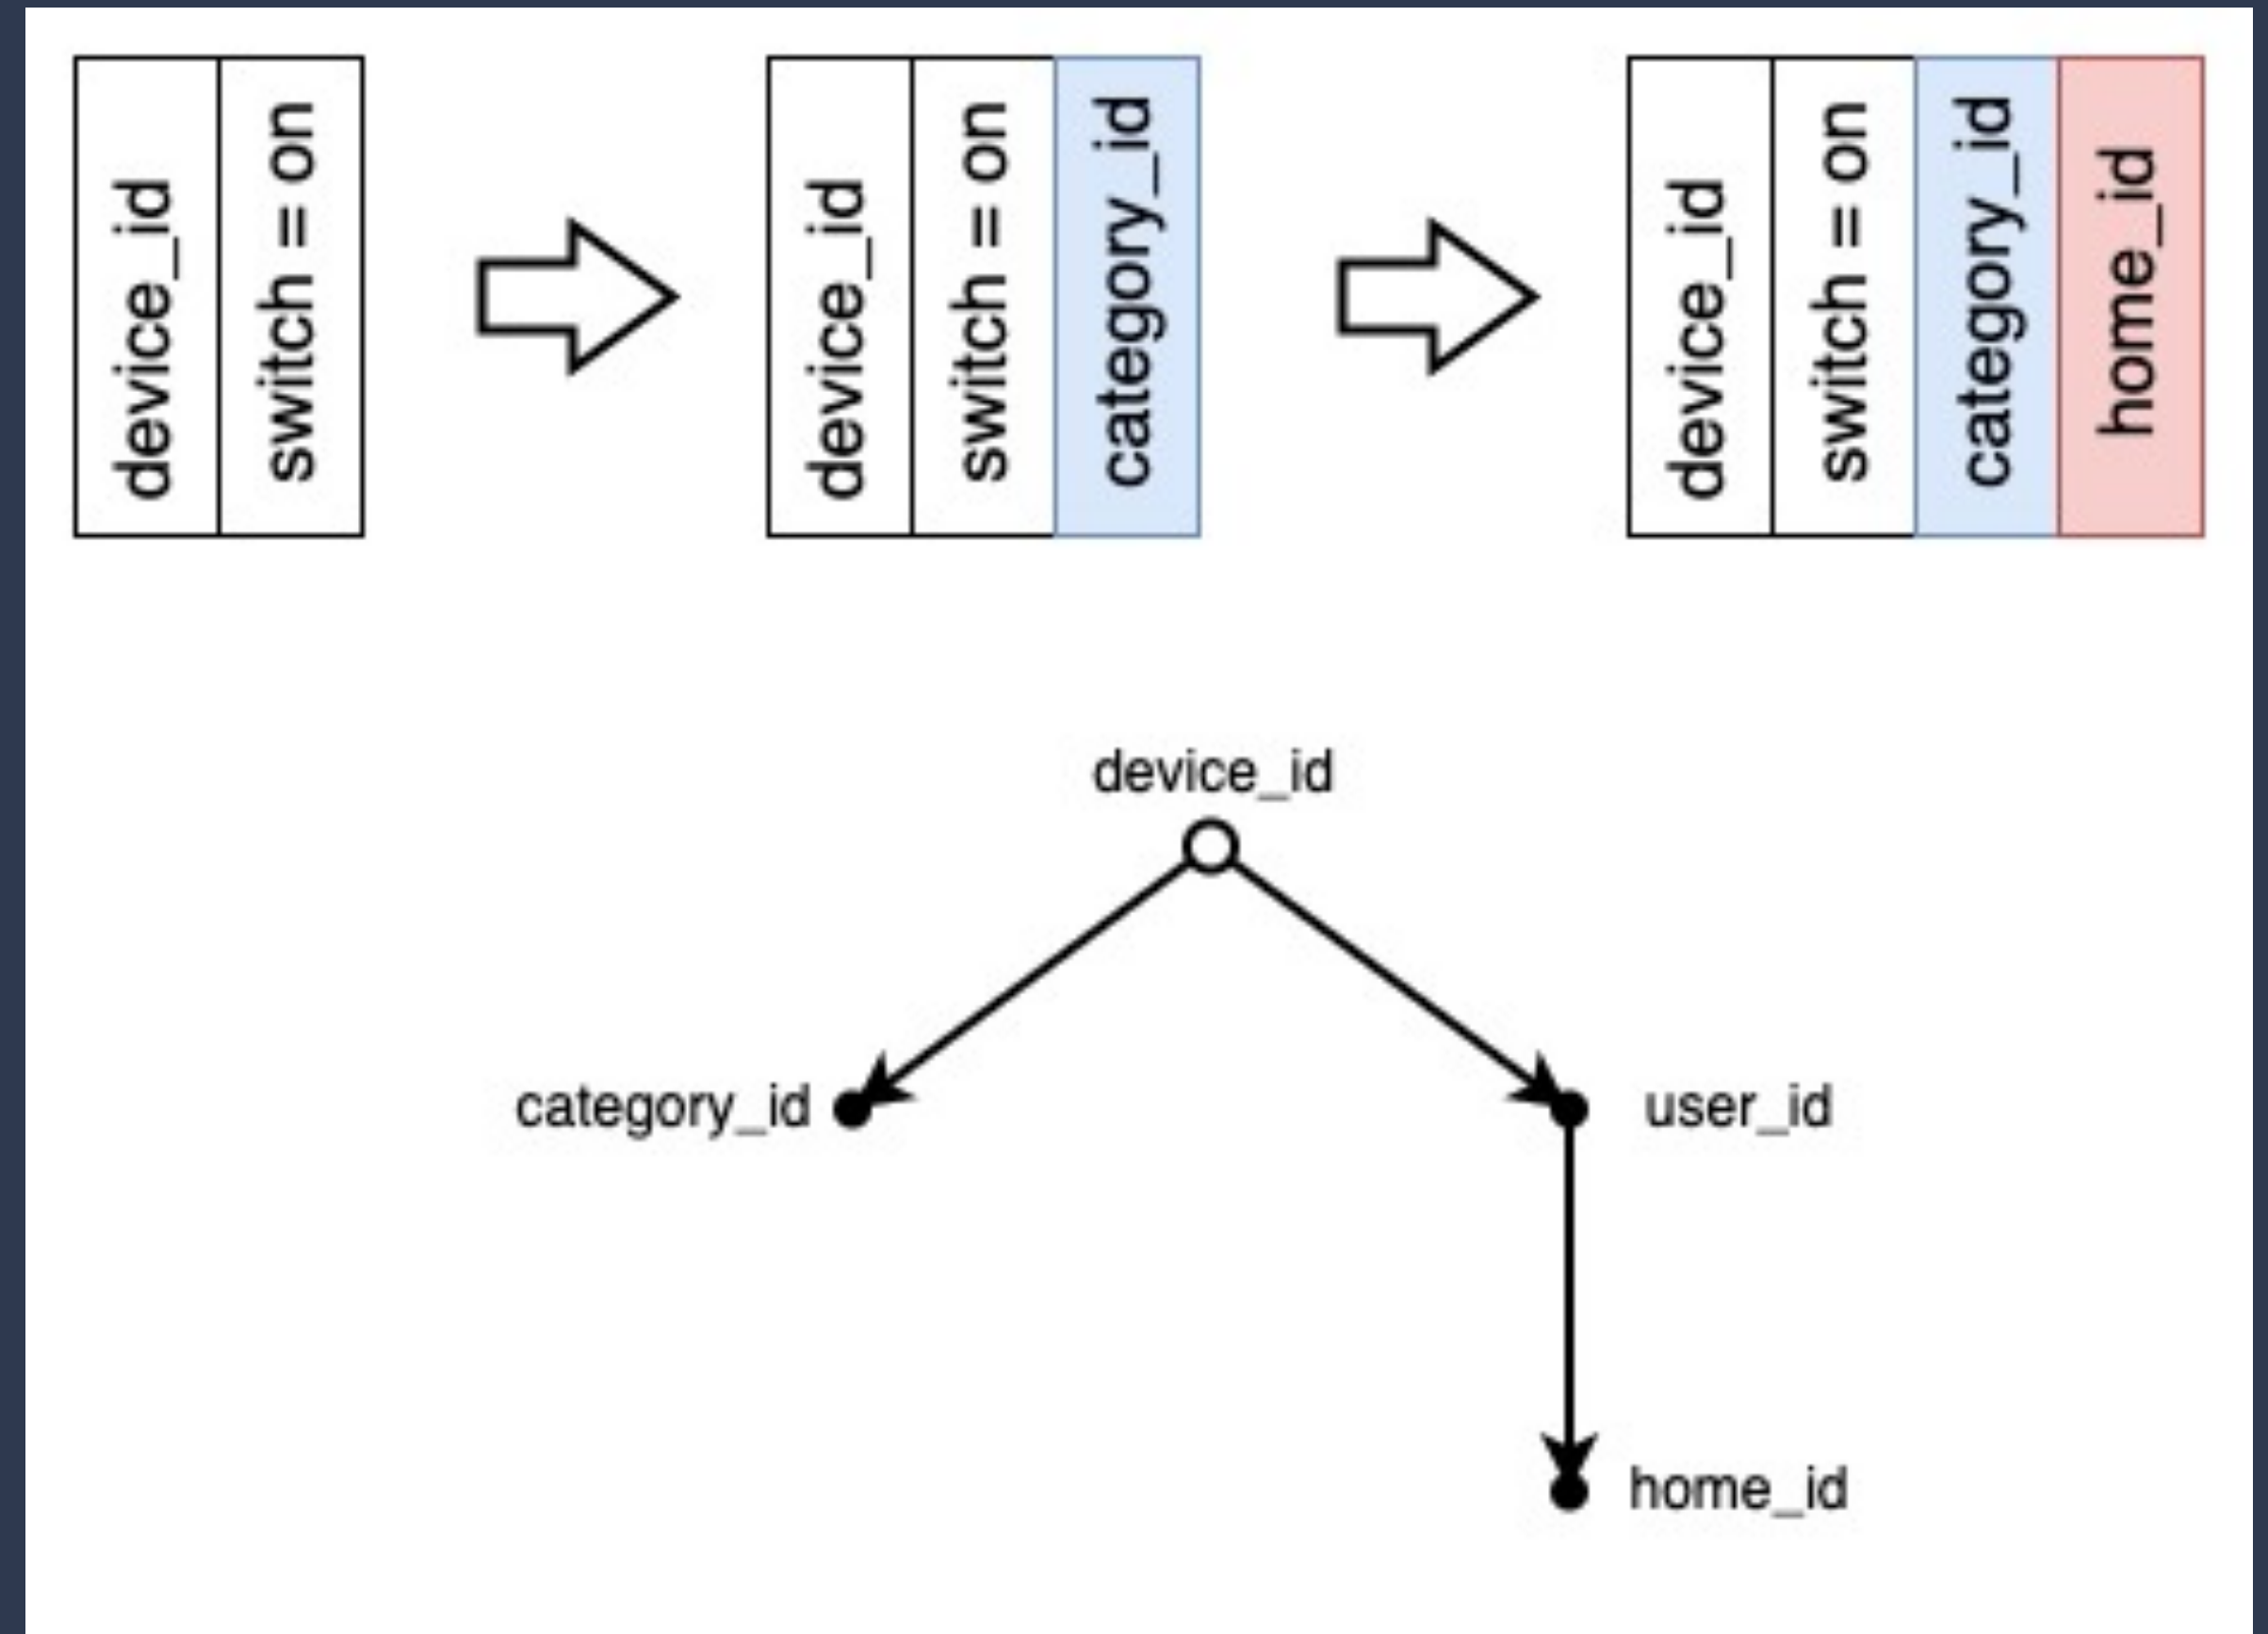 device_id
switch = on
device_id
switch = on
category_id
device_id
switch = on
category_id
home_id
device_id
category_id
user_id
home_id